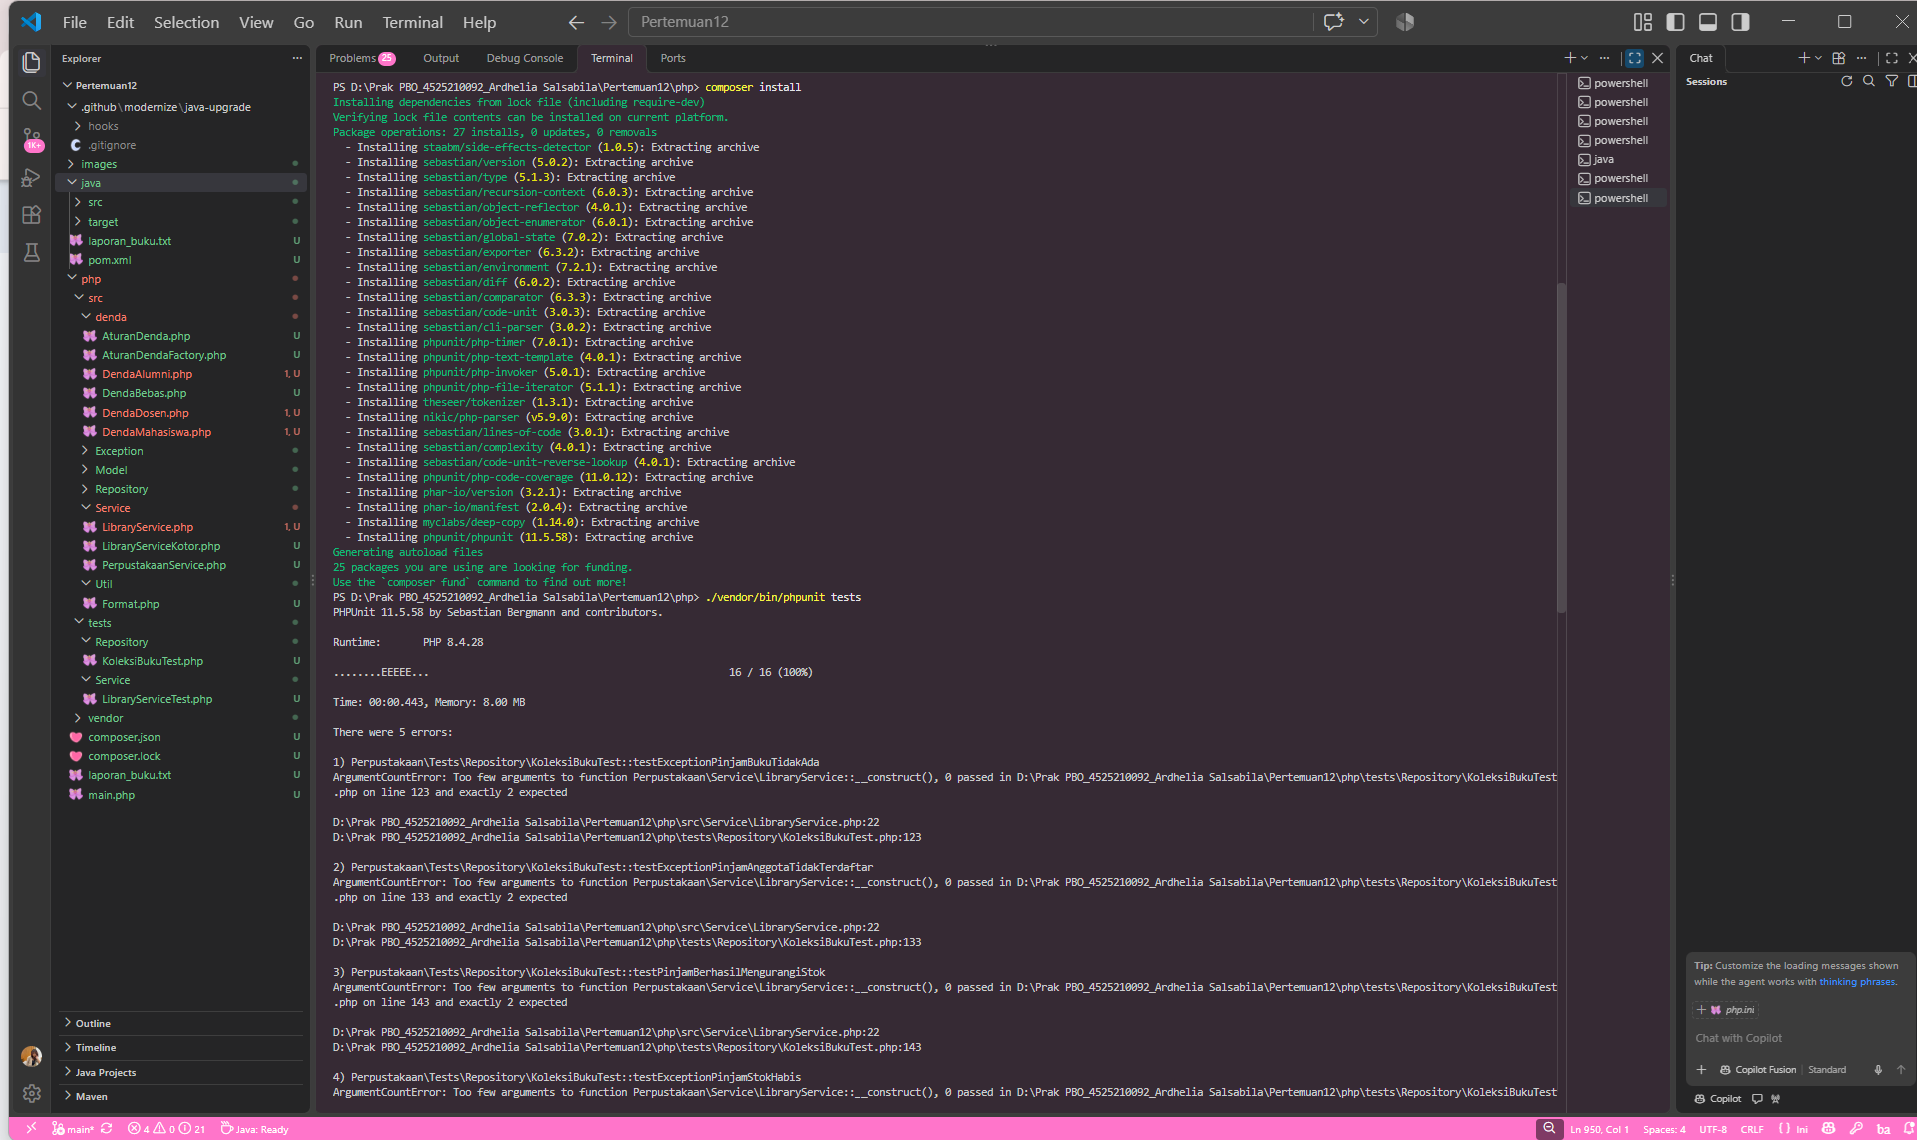 File Edit Selection View Go Run Terminal Help
Pertemuan12
Explorer
Pertemuan12
.github\modernize\java-upgrade
hooks
.gitignore
images
java
src
target
laporan_buku.txt U
pom.xml U
php
src
denda
AturanDenda.php U
AturanDendaFactory.php U
DendaAlumni.php 1, U
DendaBebas.php U
DendaDosen.php 1, U
DendaMahasiswa.php 1, U
Exception
Model
Repository
Service
LibraryService.php 1, U
LibraryServiceKotor.php U
PerpustakaanService.php U
Util
Format.php U
tests
Repository
KoleksiBukuTest.php U
Service
LibraryServiceTest.php U
vendor
composer.json U
composer.lock U
laporan_buku.txt U
main.php U
Outline
Timeline
Java Projects
Maven
1K+
Problems 25 Output Debug Console Terminal Ports
PS D:\Prak PBO_4525210092_Ardhelia Salsabila\Pertemuan12\php> composer install
Installing dependencies from lock file (including require-dev)
Verifying lock file contents can be installed on current platform.
Package operations: 27 installs, 0 updates, 0 removals
- Installing staabm/side-effects-detector (1.0.5): Extracting archive
- Installing sebastian/version (5.0.2): Extracting archive
- Installing sebastian/type (5.1.3): Extracting archive
- Installing sebastian/recursion-context (6.0.3): Extracting archive
- Installing sebastian/object-reflector (4.0.1): Extracting archive
- Installing sebastian/object-enumerator (6.0.1): Extracting archive
- Installing sebastian/global-state (7.0.2): Extracting archive
- Installing sebastian/exporter (6.3.2): Extracting archive
- Installing sebastian/environment (7.2.1): Extracting archive
- Installing sebastian/diff (6.0.2): Extracting archive
- Installing sebastian/comparator (6.3.3): Extracting archive
- Installing sebastian/code-unit (3.0.3): Extracting archive
- Installing sebastian/cli-parser (3.0.2): Extracting archive
- Installing phpunit/php-timer (7.0.1): Extracting archive
- Installing phpunit/php-text-template (4.0.1): Extracting archive
- Installing phpunit/php-invoker (5.0.1): Extracting archive
- Installing phpunit/php-file-iterator (5.1.1): Extracting archive
- Installing theseer/tokenizer (1.3.1): Extracting archive
- Installing nikic/php-parser (v5.9.0): Extracting archive
- Installing sebastian/lines-of-code (3.0.1): Extracting archive
- Installing sebastian/complexity (4.0.1): Extracting archive
- Installing sebastian/code-unit-reverse-lookup (4.0.1): Extracting archive
- Installing phpunit/php-code-coverage (11.0.12): Extracting archive
- Installing phar-io/version (3.2.1): Extracting archive
- Installing phar-io/manifest (2.0.4): Extracting archive
- Installing myclabs/deep-copy (1.14.0): Extracting archive
- Installing phpunit/phpunit (11.5.58): Extracting archive
Generating autoload files
25 packages you are using are looking for funding.
Use the `composer fund` command to find out more!
PS D:\Prak PBO_4525210092_Ardhelia Salsabila\Pertemuan12\php> ./vendor/bin/phpunit tests
PHPUnit 11.5.58 by Sebastian Bergmann and contributors.
Runtime: PHP 8.4.28
........EEEEE... 16 / 16 (100%)
Time: 00:00.443, Memory: 8.00 MB
There were 5 errors:
1) Perpustakaan\Tests\Repository\KoleksiBukuTest::testExceptionPinjamBukuTidakAda
ArgumentCountError: Too few arguments to function Perpustakaan\Service\LibraryService::__construct(), 0 passed in D:\Prak PBO_4525210092_Ardhelia Salsabila\Pertemuan12\php\tests\Repository\KoleksiBukuTest
.php on line 123 and exactly 2 expected
D:\Prak PBO_4525210092_Ardhelia Salsabila\Pertemuan12\php\src\Service\LibraryService.php:22
D:\Prak PBO_4525210092_Ardhelia Salsabila\Pertemuan12\php\tests\Repository\KoleksiBukuTest.php:123
2) Perpustakaan\Tests\Repository\KoleksiBukuTest::testExceptionPinjamAnggotaTidakTerdaftar
ArgumentCountError: Too few arguments to function Perpustakaan\Service\LibraryService::__construct(), 0 passed in D:\Prak PBO_4525210092_Ardhelia Salsabila\Pertemuan12\php\tests\Repository\KoleksiBukuTest
.php on line 133 and exactly 2 expected
D:\Prak PBO_4525210092_Ardhelia Salsabila\Pertemuan12\php\src\Service\LibraryService.php:22
D:\Prak PBO_4525210092_Ardhelia Salsabila\Pertemuan12\php\tests\Repository\KoleksiBukuTest.php:133
3) Perpustakaan\Tests\Repository\KoleksiBukuTest::testPinjamBerhasilMengurangiStok
ArgumentCountError: Too few arguments to function Perpustakaan\Service\LibraryService::__construct(), 0 passed in D:\Prak PBO_4525210092_Ardhelia Salsabila\Pertemuan12\php\tests\Repository\KoleksiBukuTest
.php on line 143 and exactly 2 expected
D:\Prak PBO_4525210092_Ardhelia Salsabila\Pertemuan12\php\src\Service\LibraryService.php:22
D:\Prak PBO_4525210092_Ardhelia Salsabila\Pertemuan12\php\tests\Repository\KoleksiBukuTest.php:143
4) Perpustakaan\Tests\Repository\KoleksiBukuTest::testExceptionPinjamStokHabis
ArgumentCountError: Too few arguments to function Perpustakaan\Service\LibraryService::__construct(), 0 passed in D:\Prak PBO_4525210092_Ardhelia Salsabila\Pertemuan12\php\tests\Repository\KoleksiBukuTest
powershell
powershell
powershell
powershell
java
powershell
powershell
Chat
Sessions
Tip: Customize the loading messages shown
while the agent works with thinking phrases.
php.ini
Chat with Copilot
Copilot Fusion Standard
Copilot
main* 4 0 21 Java: Ready
Ln 950, Col 1 Spaces: 4 UTF-8 CRLF {} Ini ba